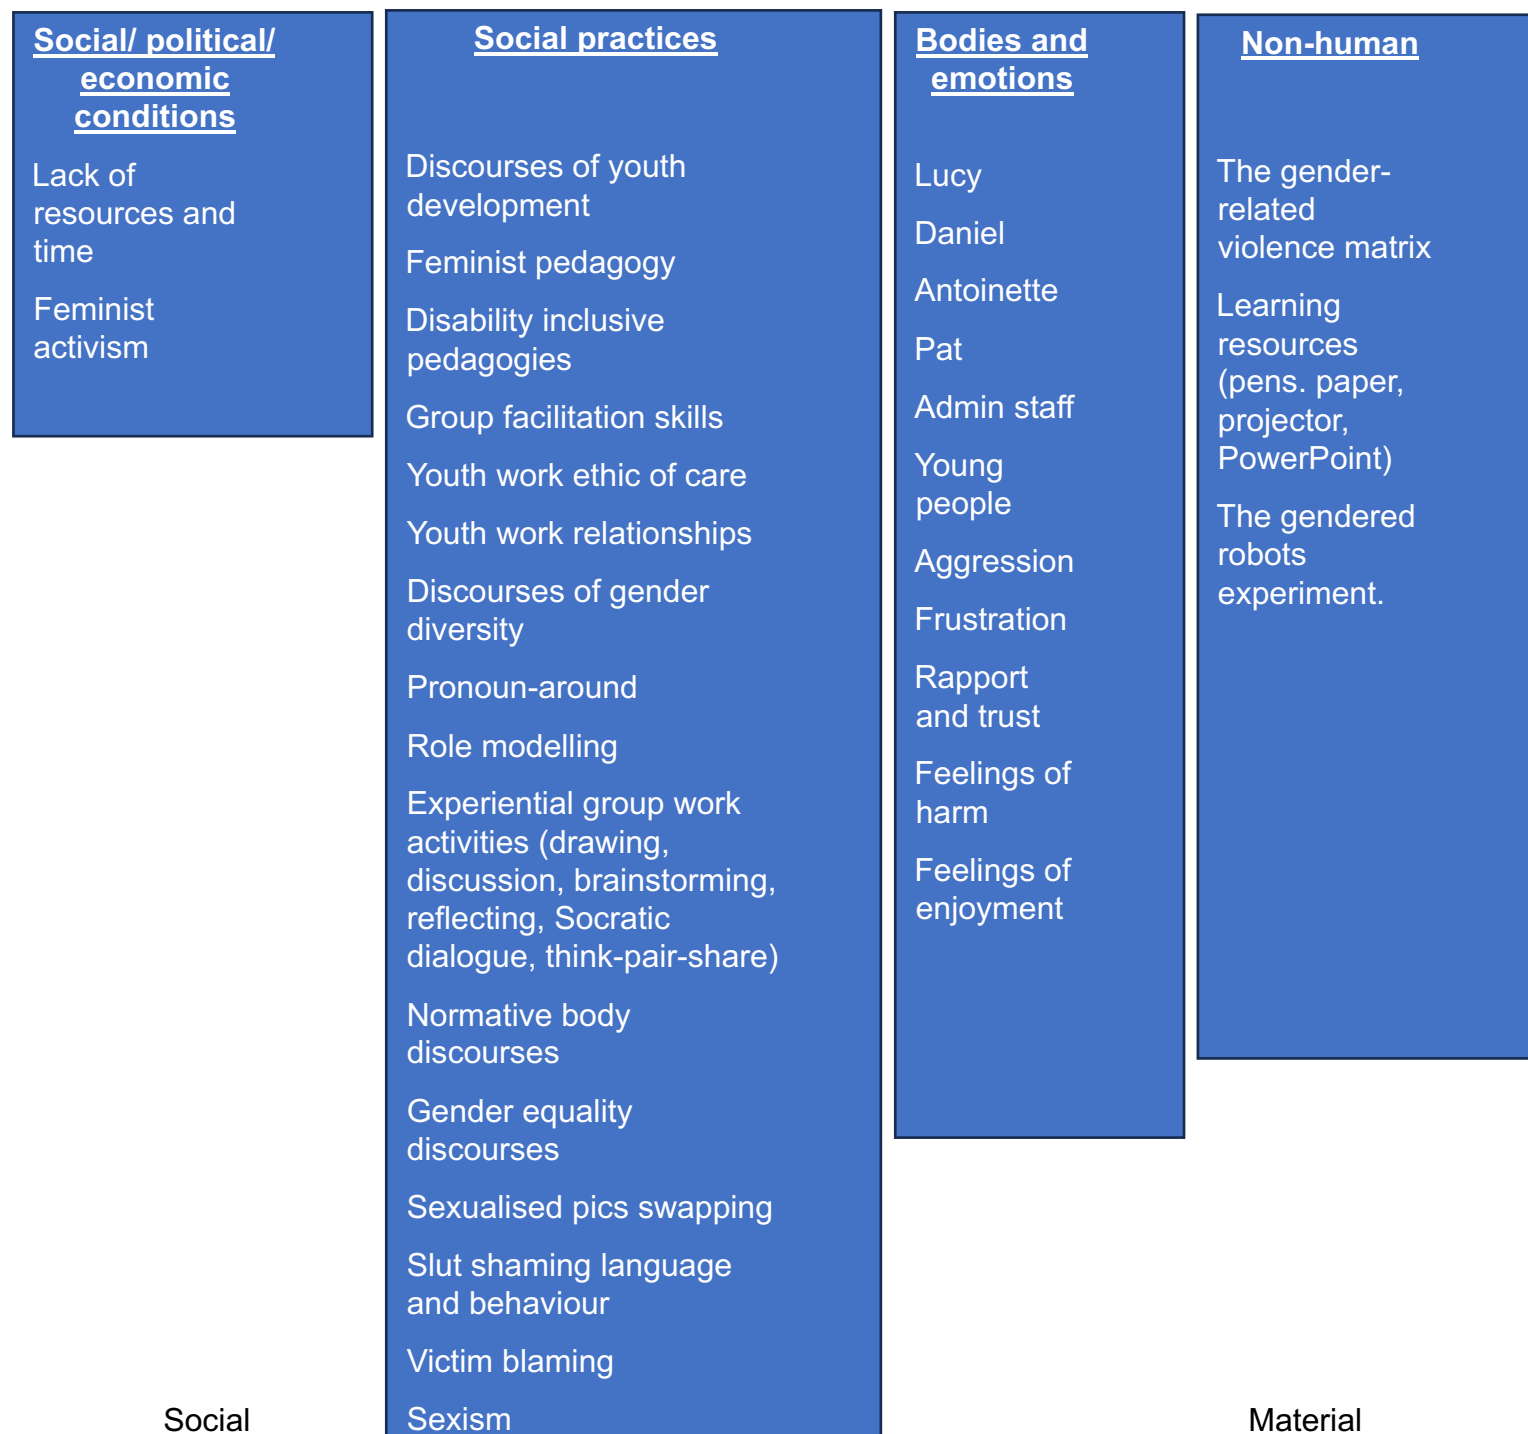 Social/ political/
economic
conditions
Lack of
resources and
time
Feminist
activism
Social practices
Discourses of youth
development
Feminist pedagogy
Disability inclusive
pedagogies
Group facilitation skills
Youth work ethic of care
Youth work relationships
Discourses of gender
diversity
Pronoun-around
Role modelling
Experiential group work
activities (drawing,
discussion, brainstorming,
reflecting, Socratic
dialogue, think-pair-share)
Normative body
discourses
Gender equality
discourses
Sexualised pics swapping
Slut shaming language
and behaviour
Victim blaming
Sexism
Bodies and
emotions
Lucy
Daniel
Antoinette
Pat
Admin staff
Young
people
Aggression
Frustration
Rapport
and trust
Feelings of
harm
Feelings of
enjoyment
Non-human
The gender-
related
violence matrix
Learning
resources
(pens. paper,
projector,
PowerPoint)
The gendered
robots
experiment.
Social
Material